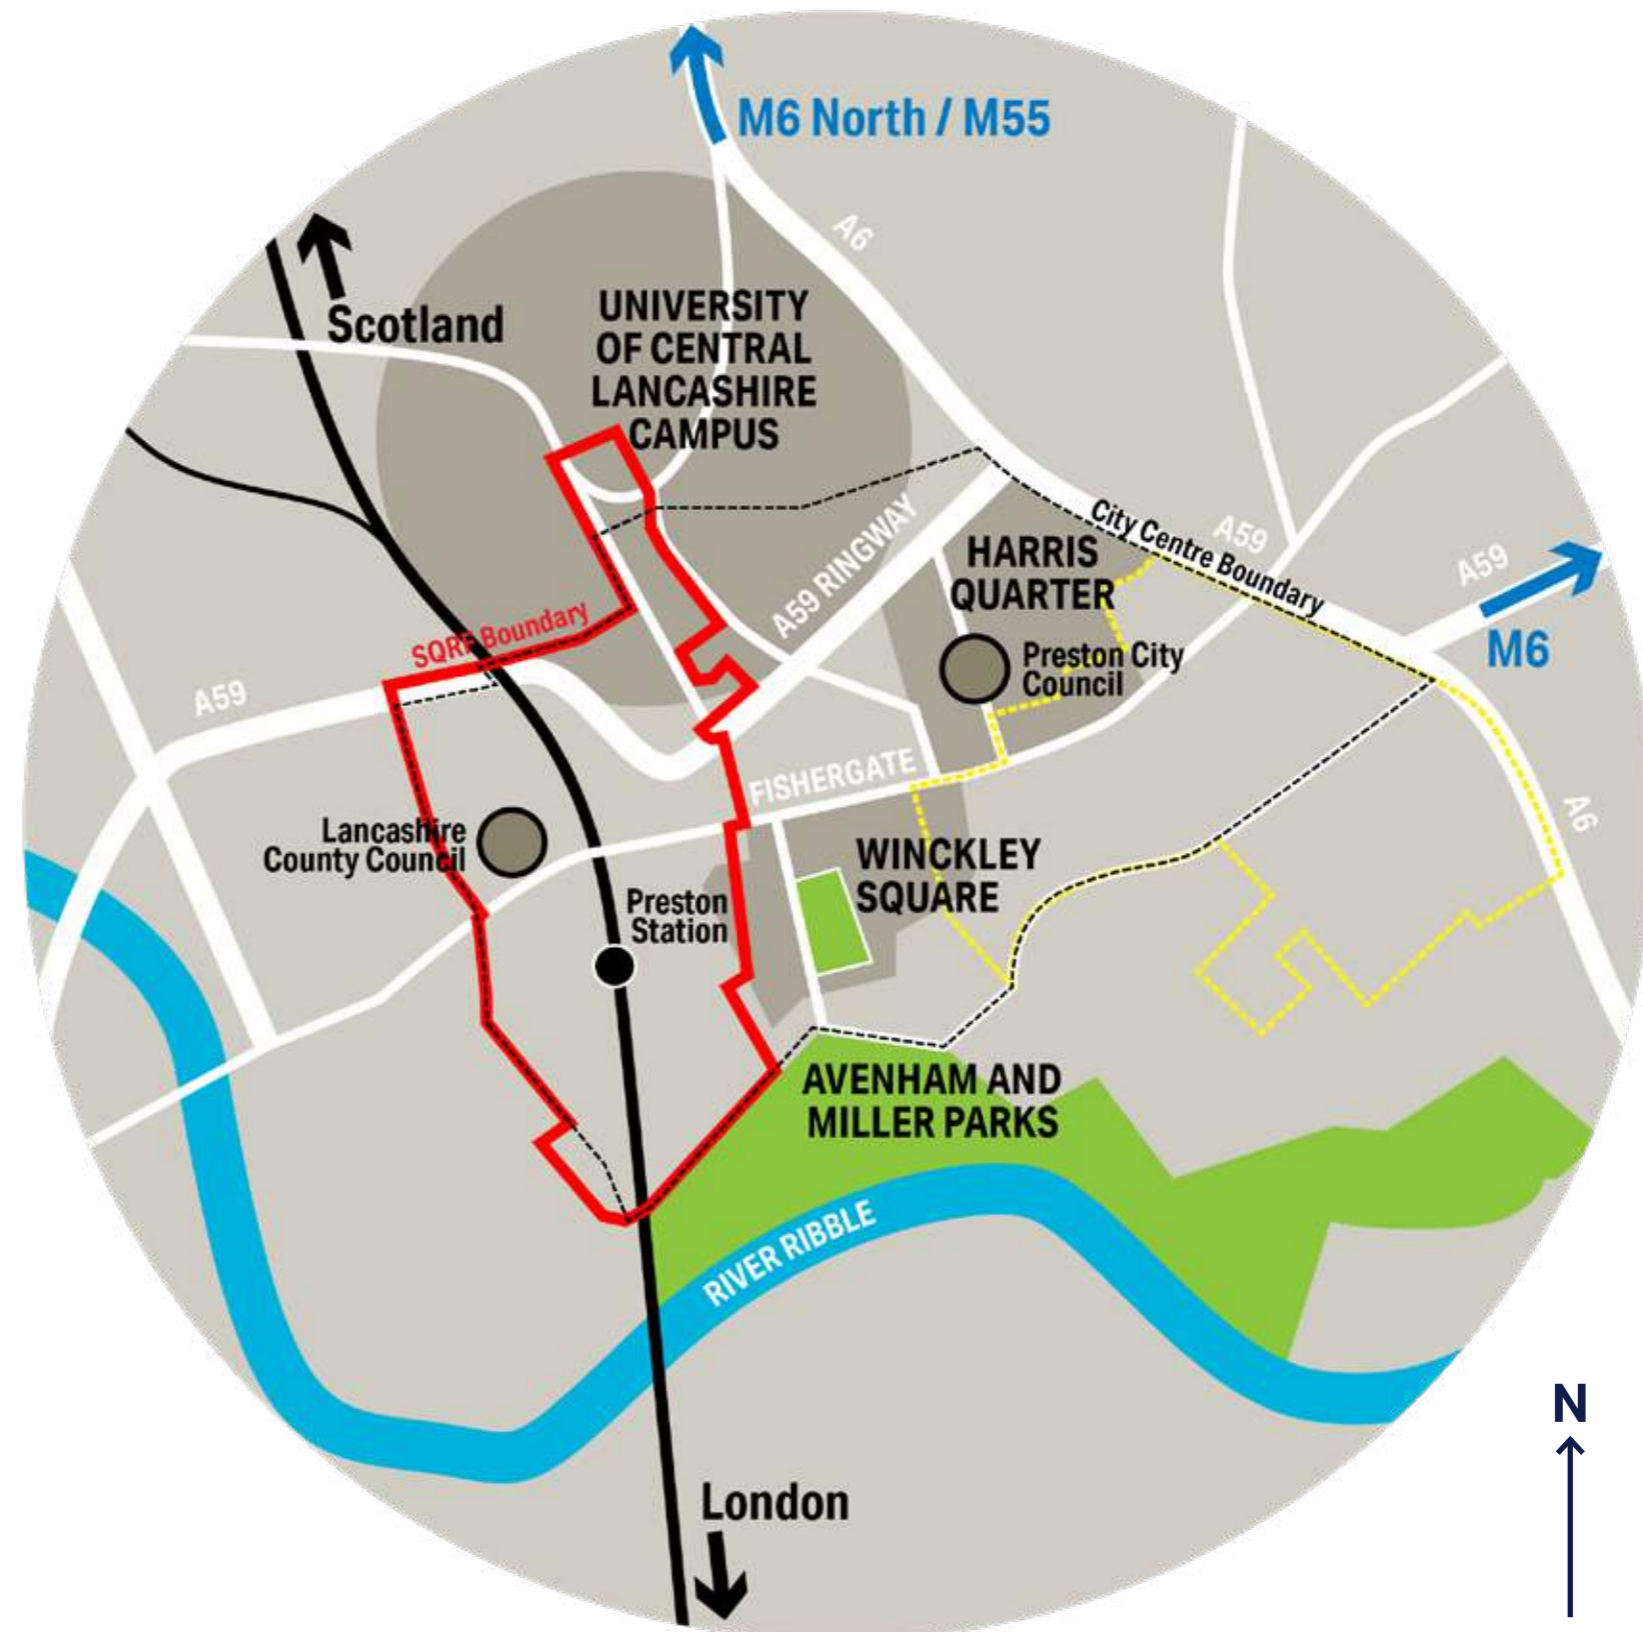 M6 North / M55
A6
Scotland
UNIVERSITY
OF CENTRAL
LANCASHIRE
CAMPUS
A59 RINGWAY
City Centre Boundary
A59
A59
M6
HARRIS
QUARTER
Preston City
Council
SQRF Boundary
A59
FISHERGATE
A6
Lancashire
County Council
WINCKLEY
SQUARE
Preston
Station
AVENHAM AND
MILLER PARKS
RIVER RIBBLE
N
London